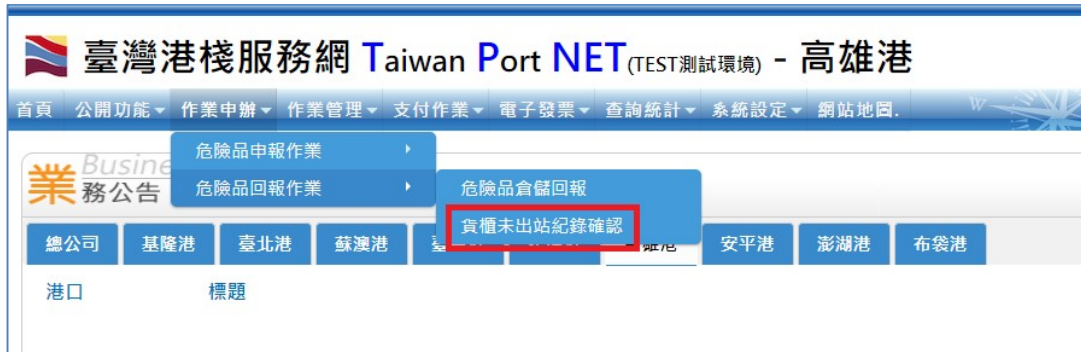 臺灣港棧服務網 Taiwan Port NET(TEST測試環境) - 高雄港
首頁 公開功能 作業申辦 作業管理 支付作業 電子發票 查詢統計 系統設定 網站地圖.
危險品申報作業
Busine
業務公告
危險品回報作業
危險品倉儲回報
貨櫃未出站紀錄確認
總公司 基隆港 臺北港 蘇澳港 安平港 澎湖港 布袋港
港口 標題